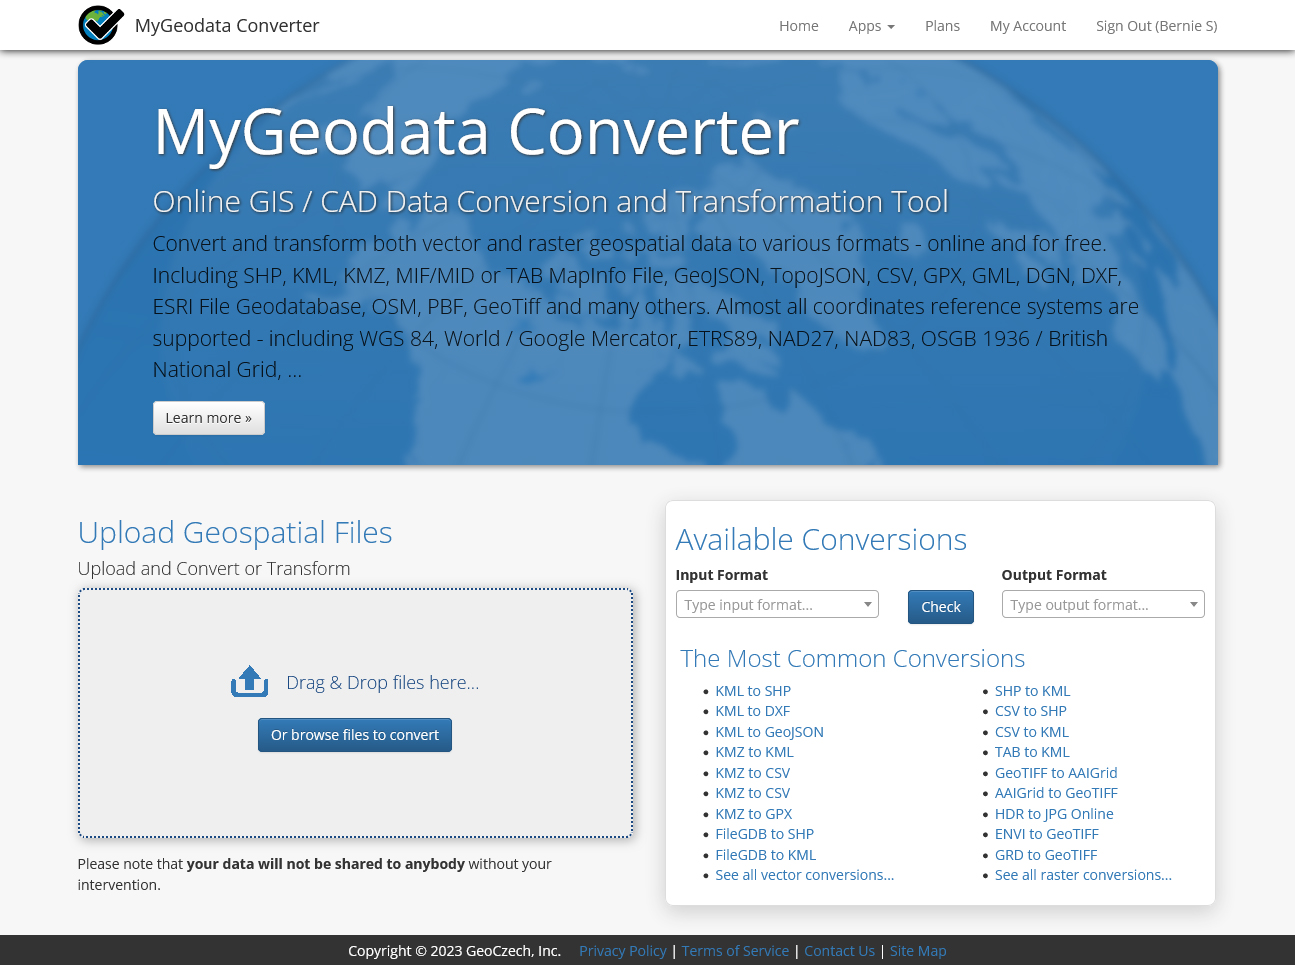 MyGeodata Converter
Home Apps Plans My Account Sign Out (Bernie S)
MyGeodata Converter
Online GIS / CAD Data Conversion and Transformation Tool
Convert and transform both vector and raster geospatial data to various formats - online and for free.
Including SHP, KML, KMZ, MIF/MID or TAB MapInfo File, GeoJSON, TopoJSON, CSV, GPX, GML, DGN, DXF,
ESRI File Geodatabase, OSM, PBF, GeoTiff and many others. Almost all coordinates reference systems are
supported - including WGS 84, World / Google Mercator, ETRS89, NAD27, NAD83, OSGB 1936 / British
National Grid, ...
Learn more »
Upload Geospatial Files
Upload and Convert or Transform
Drag & Drop files here...
Or browse files to convert
Please note that your data will not be shared to anybody without your
intervention.
Available Conversions
Input Format
Type input format...
Check
Output Format
Type output format...
The Most Common Conversions
• KML to SHP
• KML to DXF
• KML to GeoJSON
• KMZ to KML
• KMZ to CSV
• KMZ to CSV
• KMZ to GPX
• FileGDB to SHP
• FileGDB to KML
• See all vector conversions...
• SHP to KML
• CSV to SHP
• CSV to KML
• TAB to KML
• GeoTIFF to AAIGrid
• AAIGrid to GeoTIFF
• HDR to JPG Online
• ENVI to GeoTIFF
• GRD to GeoTIFF
• See all raster conversions...
Copyright © 2023 GeoCzech, Inc. Privacy Policy | Terms of Service | Contact Us | Site Map